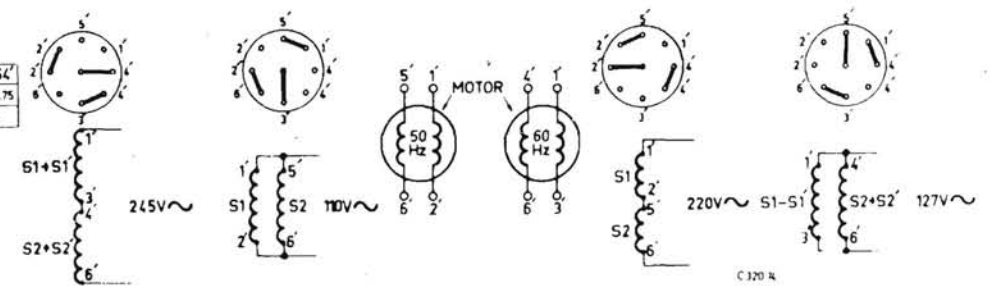 5' 1' 4' 4' 3' 6' 2' 2'
5' 1' 4' 4' 3' 6' 2' 2'
5' 1' 4' 4' 3' 6' 2' 2'
5' 1' 4' 4' 3' 6' 2' 2'
S4'
.75
5' 1' MOTOR 4' 1'
50 Hz
60 Hz
6' 2' 6' 3'
1'
S1+S1'
3'
4'
S2+S2'
6'
245V~
1' 5'
S1 S2
2' 6'
110V~
1'
S1
2'
5'
S2
6'
220V~
1' 4'
S1-S1' S2+S2'
3' 6'
127V~
C320